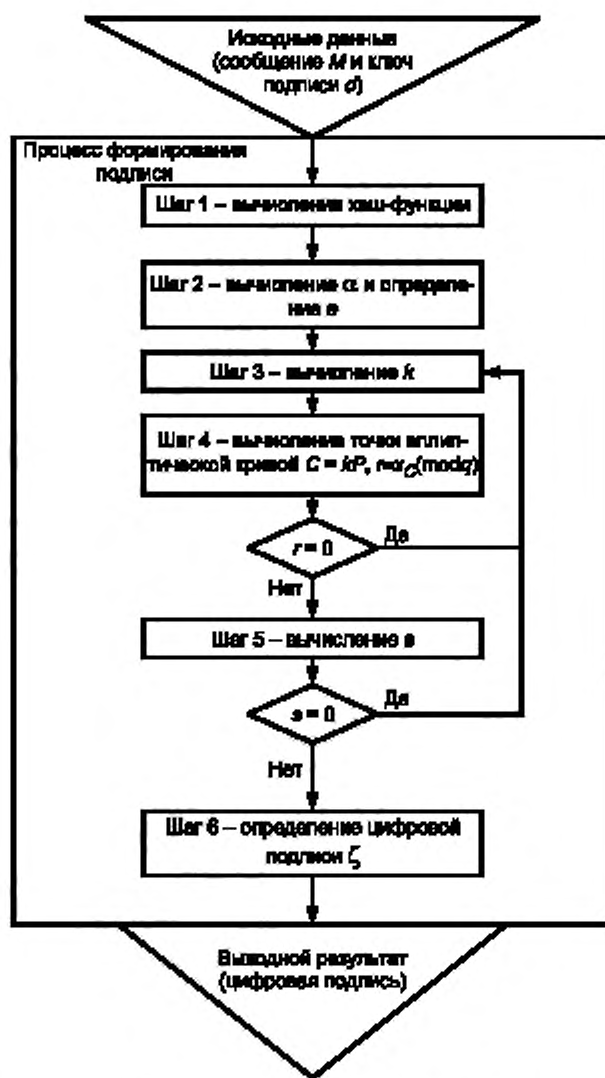 Исходные данные
(сообщение M и ключ
подписи d)
Процесс формирования
подписи
Шаг 1 – вычисление хэш-функции
Шаг 2 – вычисление α и определе-
ние e
Шаг 3 – вычисление k
Шаг 4 – вычисление точки эллип-
тической кривой C = kP, r=x_C(modq)
r = 0
Да
Нет
Шаг 5 – вычисление s
s = 0
Да
Нет
Шаг 6 – определение цифровой
подписи ζ
Выходной результат
(цифровая подпись)